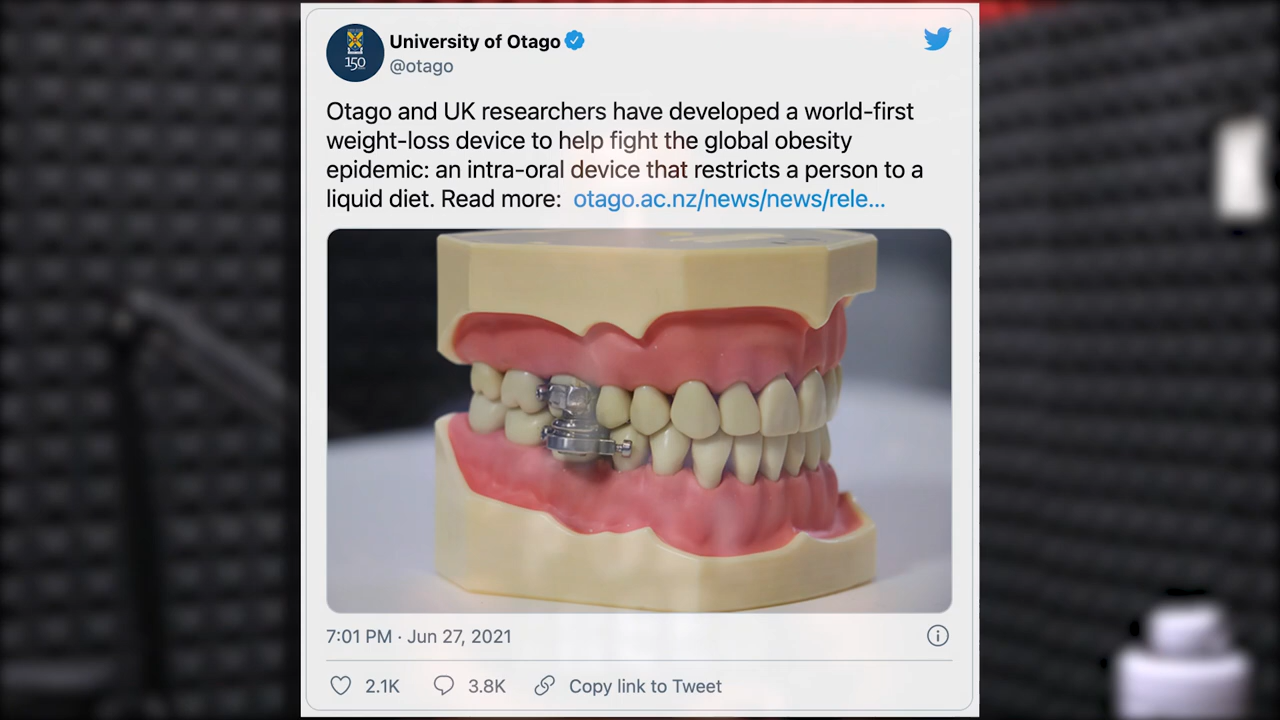 University of Otago
150
@otago
Otago and UK researchers have developed a world-first
weight-loss device to help fight the global obesity
epidemic: an intra-oral device that restricts a person to a
liquid diet. Read more: otago.ac.nz/news/news/rele...
7:01 PM · Jun 27, 2021
2.1K 3.8K Copy link to Tweet